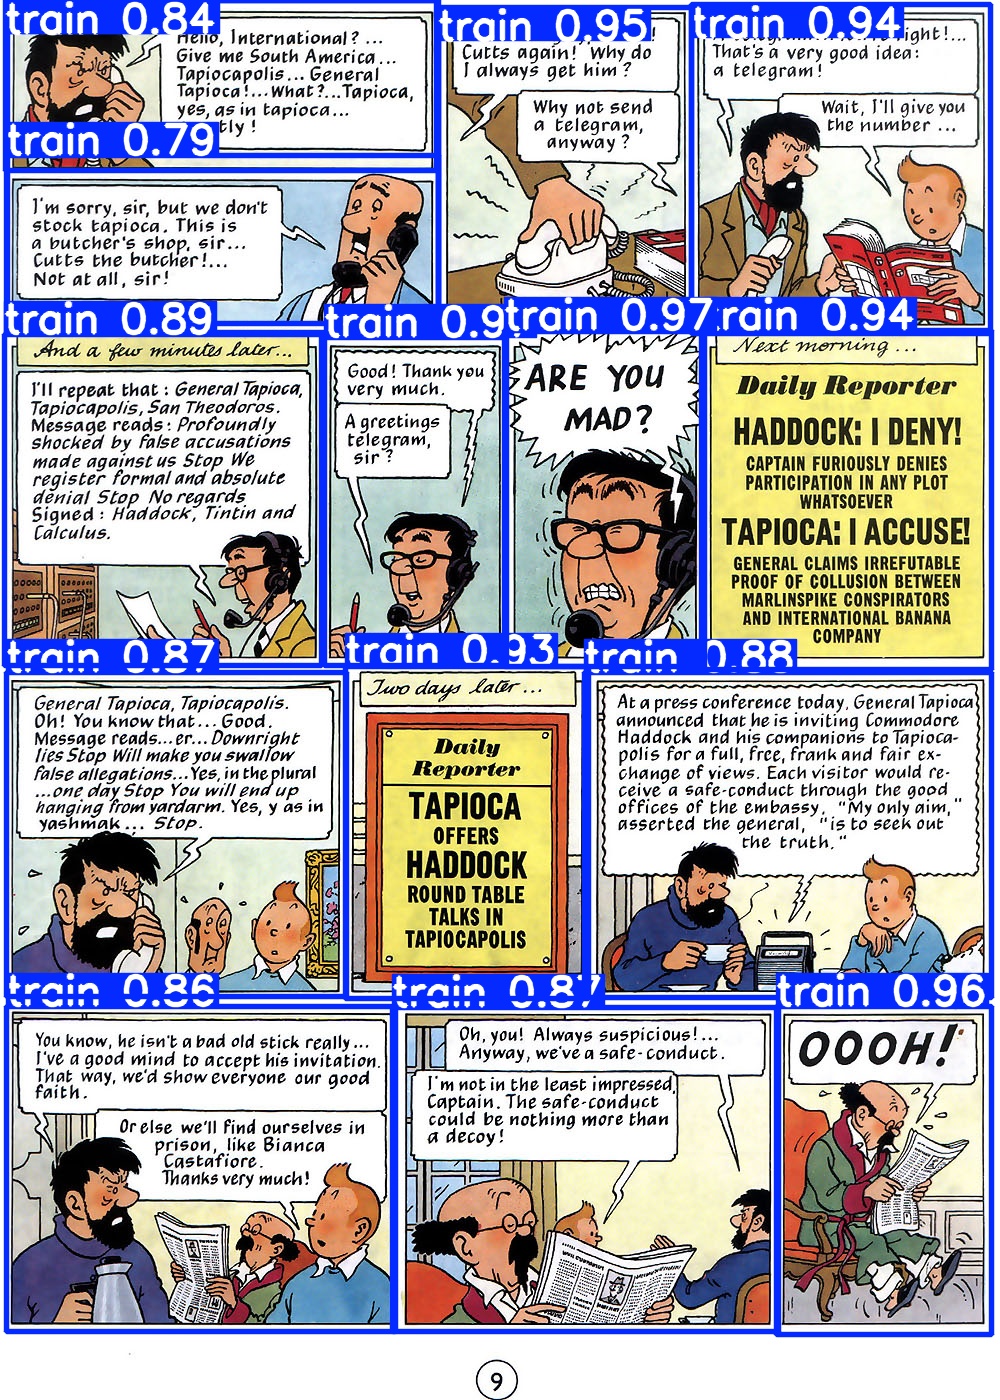 train 0.84
Hello, International? ...
Give me South America...
Tapiocapolis... General
Tapioca!...What?...Tapioca,
yes, as in tapioca...
tly!
train 0.79
I'm sorry, sir, but we don't
stock tapioca. This is
a butcher's shop, sir...
Cutts the butcher!...
Not at all, sir!
train 0.95
Cutts again! Why do
I always get him?
Why not send
a telegram,
anyway?
train 0.94
ight!...
That's a very good idea:
a telegram!
Wait, I'll give you
the number ...
train 0.89
And a few minutes later...
I'll repeat that: General Tapioca,
Tapiocapolis, San Theodoros.
Message reads: Profoundly
shocked by false accusations
made against us Stop We
register formal and absolute
denial Stop No regards
Signed: Haddock, Tintin and
Calculus.
train 0.9
Good! Thank you
very much.
A greetings
telegram,
sir?
train 0.97
ARE YOU
MAD?
train 0.94
Next morning...
Daily Reporter
HADDOCK: I DENY!
CAPTAIN FURIOUSLY DENIES
PARTICIPATION IN ANY PLOT
WHATSOEVER
TAPIOCA: I ACCUSE!
GENERAL CLAIMS IRREFUTABLE
PROOF OF COLLUSION BETWEEN
MARLINSPIKE CONSPIRATORS
AND INTERNATIONAL BANANA
COMPANY
train 0.87
General Tapioca, Tapiocapolis.
Oh! You know that... Good.
Message reads...er... Downright
lies Stop Will make you swallow
false allegations...Yes, in the plural
...one day Stop You will end up
hanging from yardarm. Yes, y as in
yashmak... Stop.
train 0.93
Two days later...
Daily
Reporter
TAPIOCA
OFFERS
HADDOCK
ROUND TABLE
TALKS IN
TAPIOCAPOLIS
train 0.88
At a press conference today, General Tapioca
announced that he is inviting Commodore
Haddock and his companions to Tapioca-
polis for a full, free, frank and fair ex-
change of views. Each visitor would re-
ceive a safe-conduct through the good
offices of the embassy. "My only aim,"
asserted the general, "is to seek out
the truth."
train 0.86
You know, he isn't a bad old stick really...
I've a good mind to accept his invitation.
That way, we'd show everyone our good
faith.
Or else we'll find ourselves in
prison, like Bianca
Castafiore.
Thanks very much!
train 0.87
Oh, you! Always suspicious!...
Anyway, we've a safe-conduct.
I'm not in the least impressed,
Captain. The safe-conduct
could be nothing more than
a decoy!
train 0.96
OOOH!
9